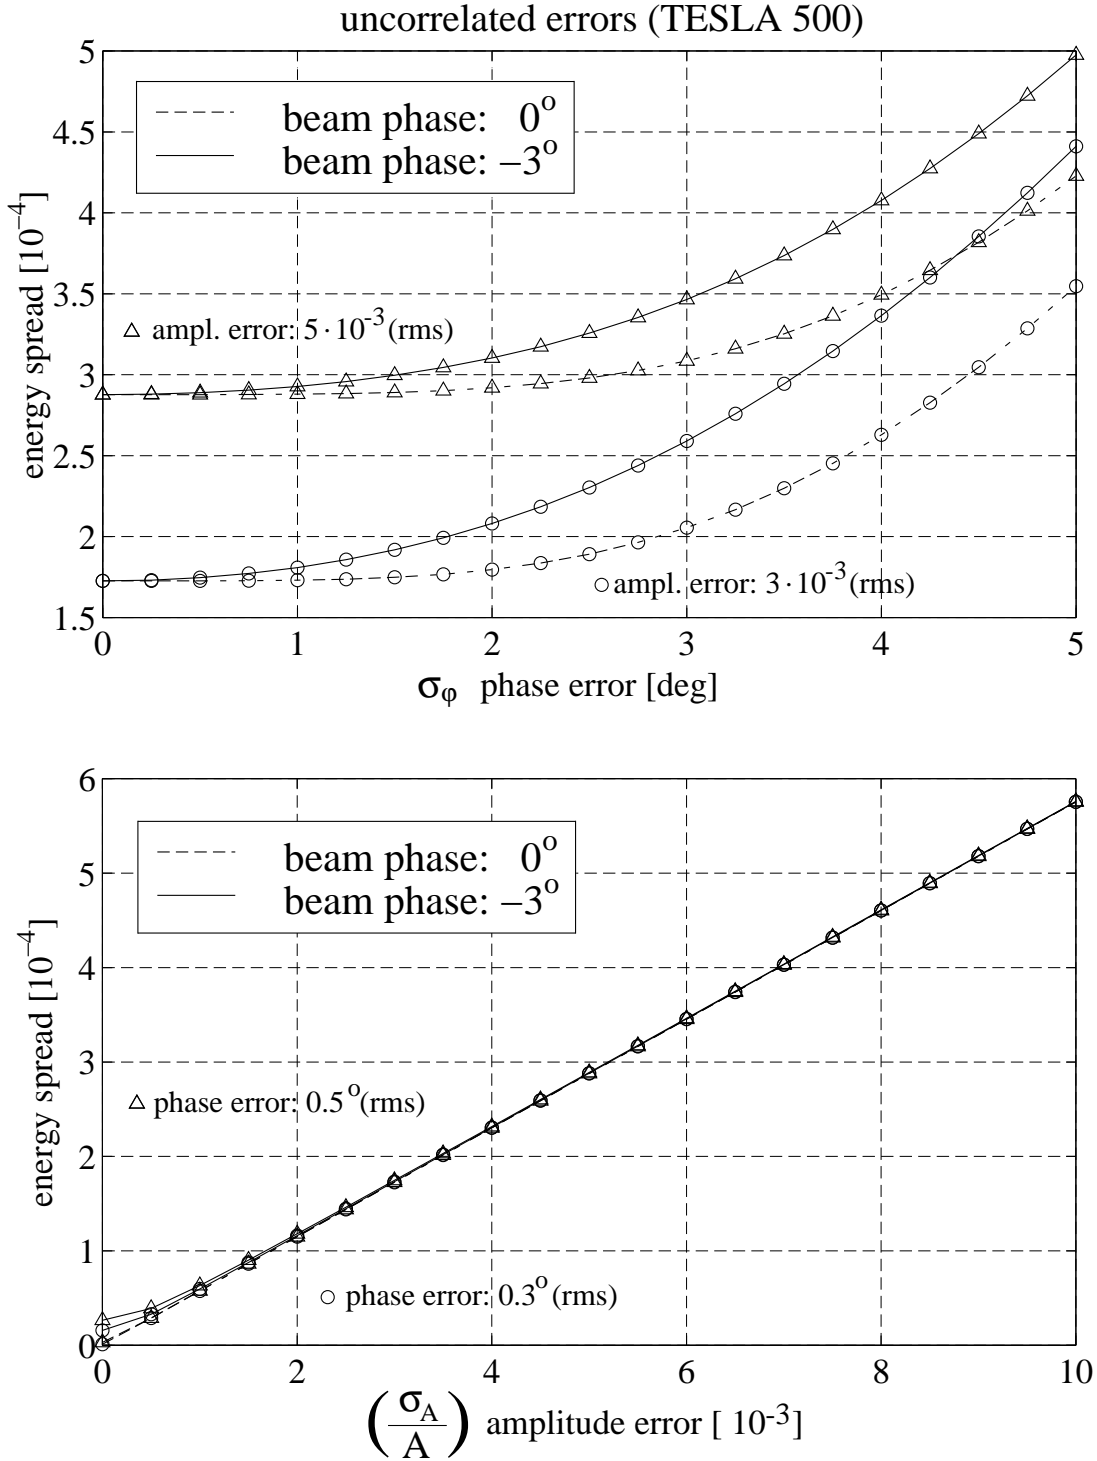 uncorrelated errors (TESLA 500)
5
4.5
4
3.5
3
2.5
2
1.5
energy spread [10⁻⁴]
beam phase: 0°
beam phase: −3°
△ ampl. error: 5·10⁻³(rms)
○ ampl. error: 3·10⁻³(rms)
0 1 2 3 4 5
σφ phase error [deg]
6
5
4
3
2
1
0
energy spread [10⁻⁴]
beam phase: 0°
beam phase: −3°
△ phase error: 0.5°(rms)
○ phase error: 0.3°(rms)
0 2 4 6 8 10
(σ_A/A) amplitude error [ 10⁻³]